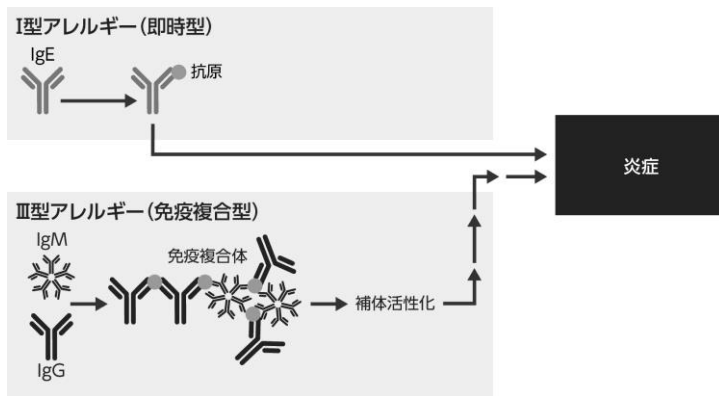 Ⅰ型アレルギー(即時型)
IgE
抗原
炎症
Ⅲ型アレルギー(免疫複合型)
IgM
免疫複合体
補体活性化
IgG